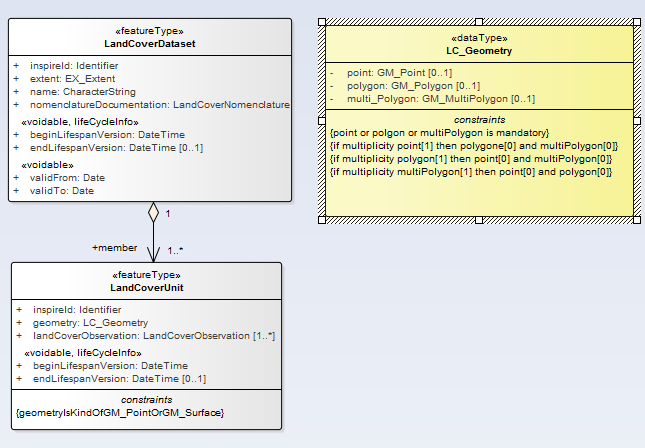 «featureType»
LandCoverDataset
+ inspireId: Identifier
+ extent: EX_Extent
+ name: CharacterString
+ nomenclatureDocumentation: LandCoverNomenclature
«voidable, lifeCycleInfo»
+ beginLifespanVersion: DateTime
+ endLifespanVersion: DateTime [0..1]
«voidable»
+ validFrom: Date
+ validTo: Date
1
+member
1..*
«featureType»
LandCoverUnit
+ inspireId: Identifier
+ geometry: LC_Geometry
+ landCoverObservation: LandCoverObservation [1..*]
«voidable, lifeCycleInfo»
+ beginLifespanVersion: DateTime
+ endLifespanVersion: DateTime [0..1]
constraints
{geometryIsKindOfGM_PointOrGM_Surface}
«dataType»
LC_Geometry
- point: GM_Point [0..1]
- polygon: GM_Polygon [0..1]
- multi_Polygon: GM_MultiPolygon [0..1]
constraints
{point or polgon or multiPolygon is mandatory}
{if multiplicity point[1] then polygone[0] and multiPolygon[0]}
{if multiplicity polygon[1] then point[0] and multiPolygon[0]}
{if multiplicity multiPolygon[1] then point[0] and polygon[0]}